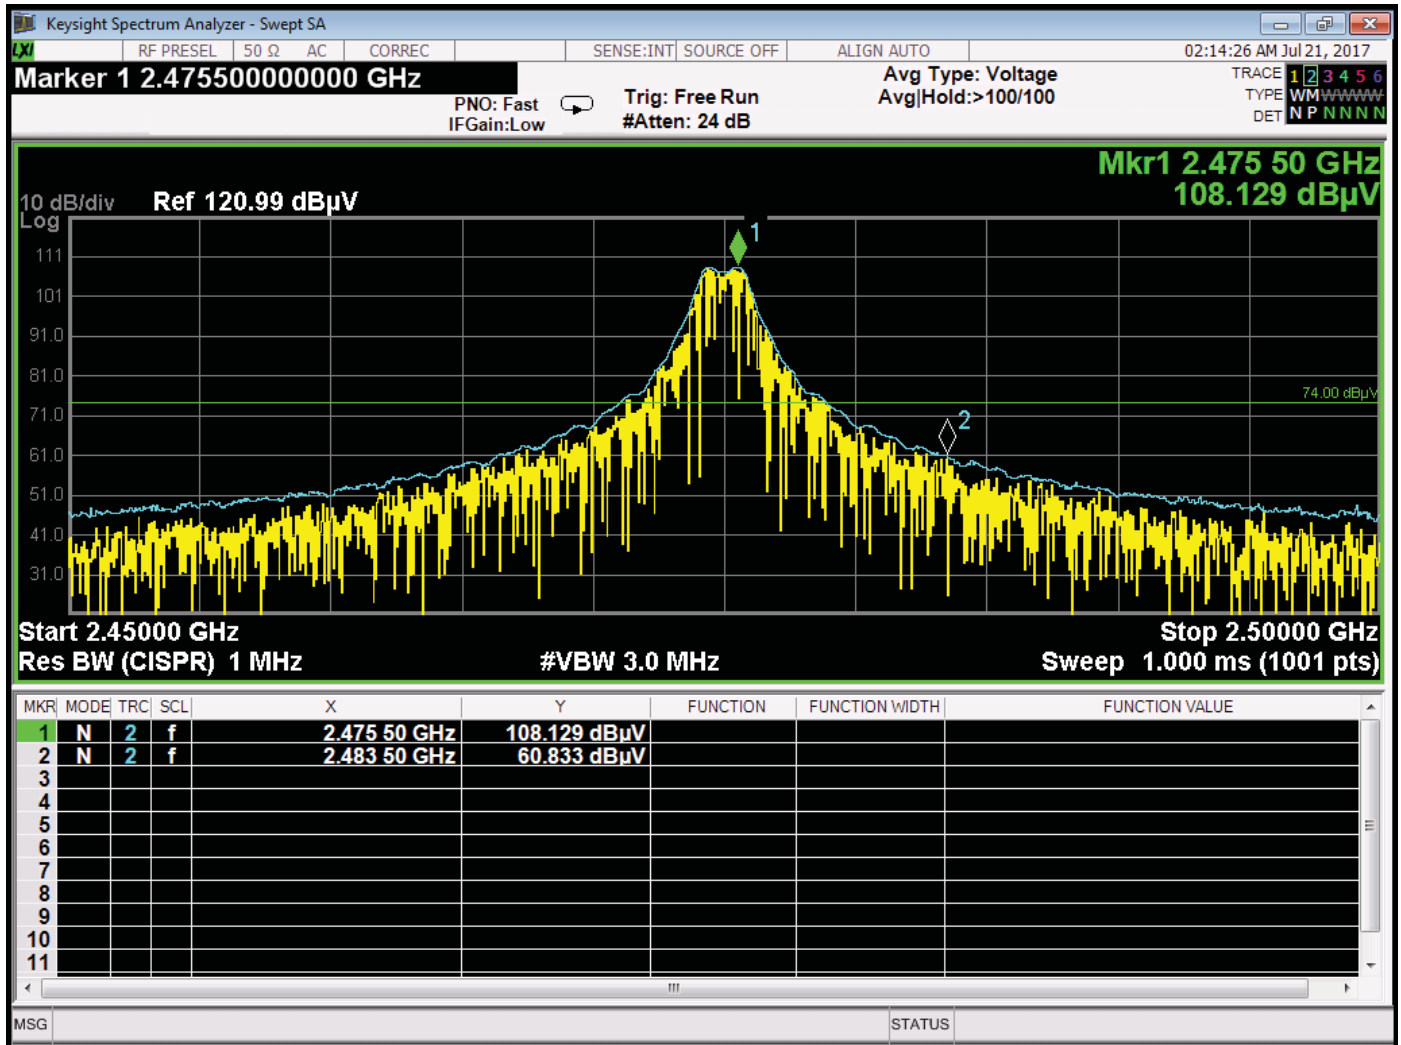 Keysight Spectrum Analyzer - Swept SA
LXI RF PRESEL 50 Ω AC CORREC SENSE:INT SOURCE OFF ALIGN AUTO 02:14:26 AM Jul 21, 2017
Marker 1 2.475500000000 GHz
PNO: Fast
IFGain:Low
Trig: Free Run
#Atten: 24 dB
Avg Type: Voltage
Avg|Hold:>100/100
TRACE 1 2 3 4 5 6
TYPE WMWWWW
DET N P N N N N
Mkr1 2.475 50 GHz
108.129 dBµV
10 dB/div Ref 120.99 dBµV
Log
1
111
101
91.0
81.0
74.00 dBµV
71.0
2
61.0
51.0
41.0
31.0
Start 2.45000 GHz Stop 2.50000 GHz
Res BW (CISPR) 1 MHz #VBW 3.0 MHz Sweep 1.000 ms (1001 pts)
MKR MODE TRC SCL X Y FUNCTION FUNCTION WIDTH FUNCTION VALUE
1 N 2 f 2.475 50 GHz 108.129 dBµV
2 N 2 f 2.483 50 GHz 60.833 dBµV
3
4
5
6
7
8
9
10
11
MSG STATUS